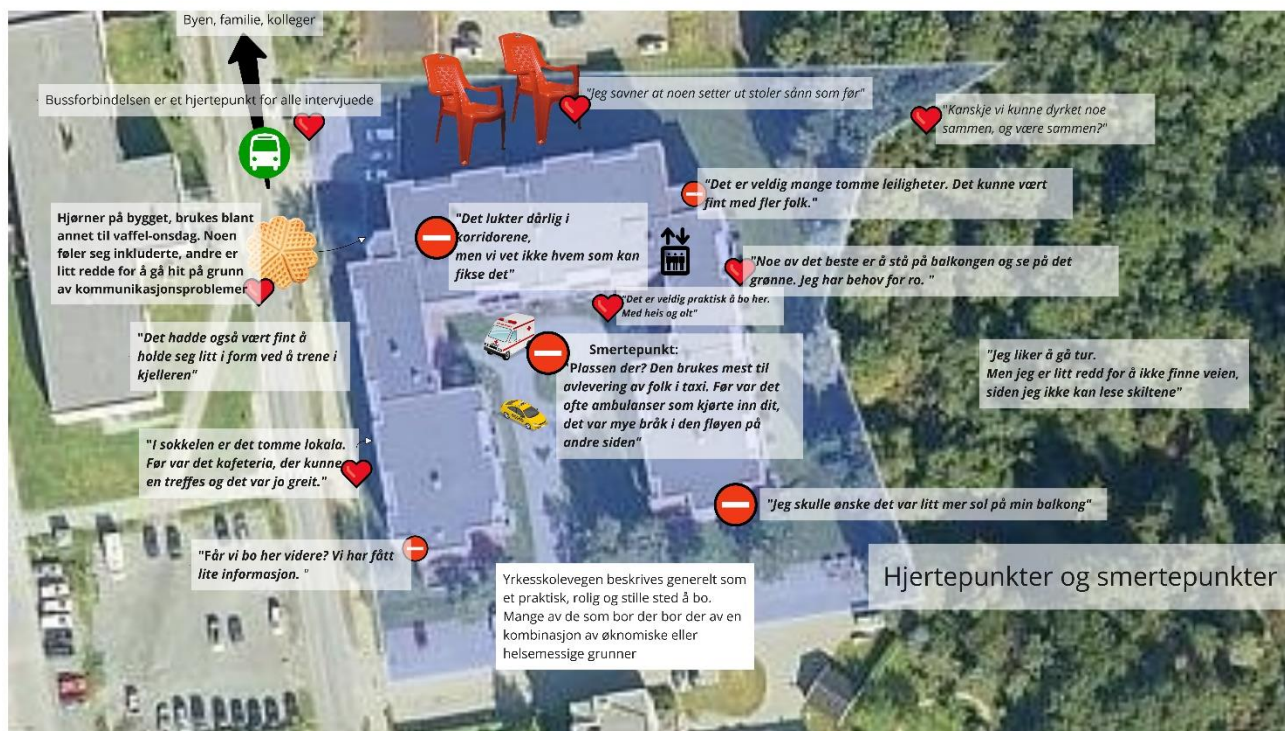 Byen, familie, kolleger
Bussforbindelsen er et hjertepunkt for alle intervjuede
"Jeg savner at noen setter ut stoler sånn som før"
"Kanskje vi kunne dyrket noe
sammen, og være sammen?"
"Det er veldig mange tomme leiligheter. Det kunne vært
fint med fler folk."
Hjørner på bygget, brukes blant
annet til vaffel-onsdag. Noen
føler seg inkluderte, andre er
litt redde for å gå hit på grunn
av kommunikasjonsproblemer
"Det lukter dårlig i
korridorene,
men vi vet ikke hvem som kan
fikse det"
"Noe av det beste er å stå på balkongen og se på det
grønne. Jeg har behov for ro. "
"Det er veldig praktisk å bo her.
Med heis og alt"
"Det hadde også vært fint å
holde seg litt i form ved å trene i
kjelleren"
Smertepunkt:
"Plassen der? Den brukes mest til
avlevering av folk i taxi. Før var det
ofte ambulanser som kjørte inn dit,
det var mye bråk i den fløyen på
andre siden"
"Jeg liker å gå tur.
Men jeg er litt redd for å ikke finne veien,
siden jeg ikke kan lese skiltene"
"I sokkelen er det tomme lokala.
Før var det kafeteria, der kunne
en treffes og det var jo greit."
"Jeg skulle ønske det var litt mer sol på min balkong"
"Får vi bo her videre? Vi har fått
lite informasjon. "
Yrkesskolevegen beskrives generelt som
et praktisk, rolig og stille sted å bo.
Mange av de som bor der bor der av en
kombinasjon av øknomiske eller
helsemessige grunner
Hjertepunkter og smertepunkter